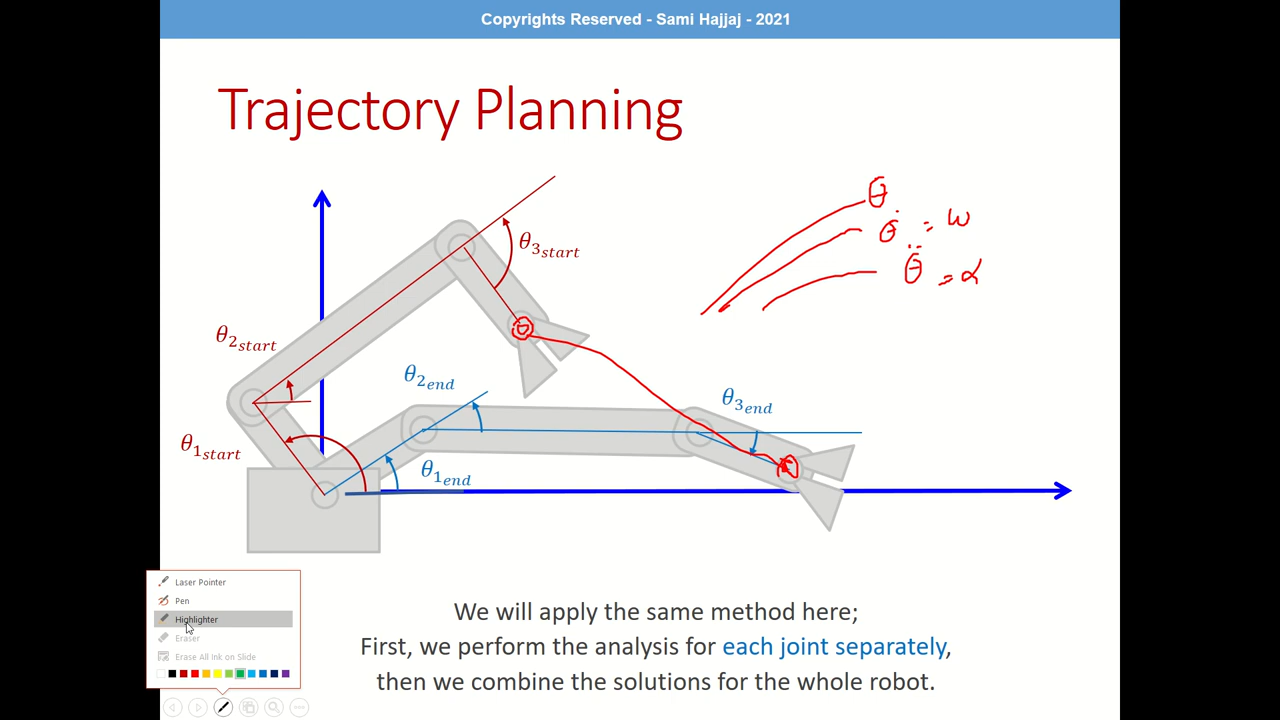 Copyrights Reserved - Sami Hajjaj - 2021
Trajectory Planning
θ
θ̇ = ω
θ̈ = α
θ3start
θ2start
θ2end
θ3end
θ1start
θ1end
Laser Pointer
Pen
Highlighter
Eraser
Erase All Ink on Slide
We will apply the same method here;
First, we perform the analysis for each joint separately,
then we combine the solutions for the whole robot.